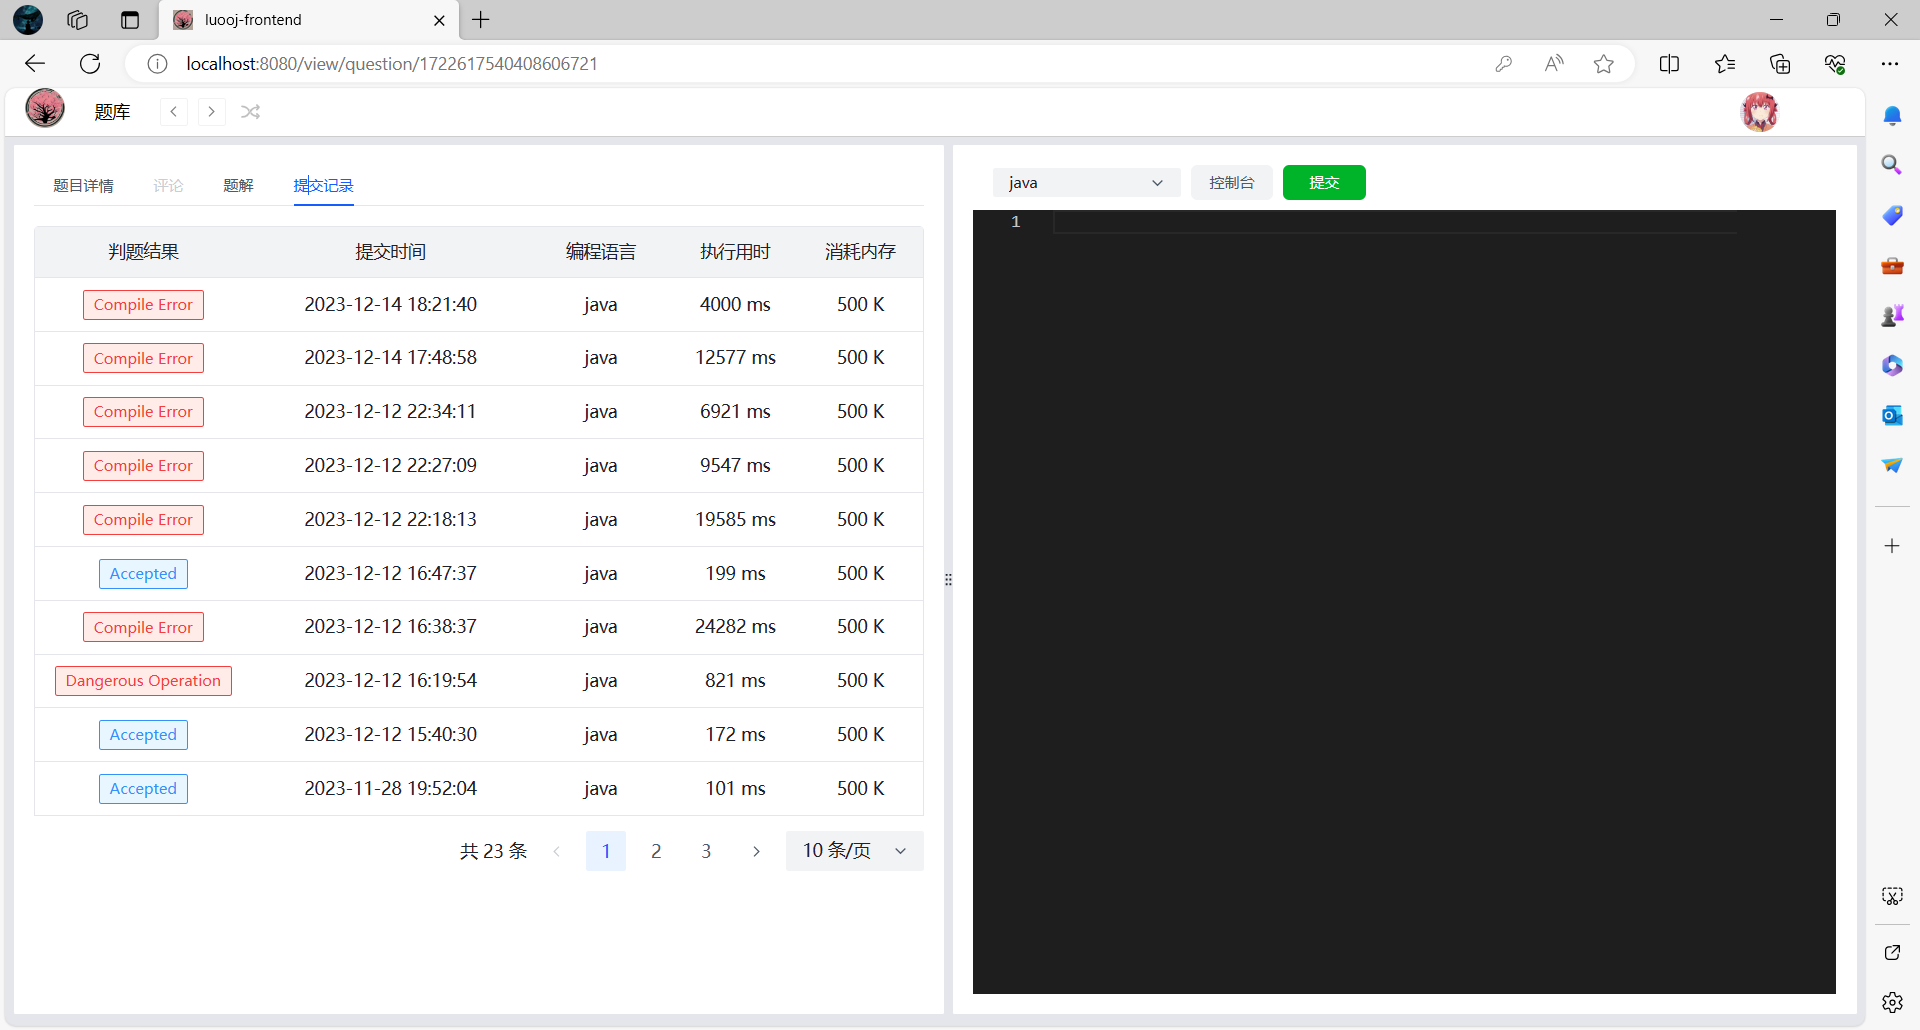 luooj-frontend
localhost:8080/view/question/1722617540408606721
题库
题目详情 评论 题解 提交记录
判题结果 提交时间 编程语言 执行用时 消耗内存
Compile Error 2023-12-14 18:21:40 java 4000 ms 500 K
Compile Error 2023-12-14 17:48:58 java 12577 ms 500 K
Compile Error 2023-12-12 22:34:11 java 6921 ms 500 K
Compile Error 2023-12-12 22:27:09 java 9547 ms 500 K
Compile Error 2023-12-12 22:18:13 java 19585 ms 500 K
Accepted 2023-12-12 16:47:37 java 199 ms 500 K
Compile Error 2023-12-12 16:38:37 java 24282 ms 500 K
Dangerous Operation 2023-12-12 16:19:54 java 821 ms 500 K
Accepted 2023-12-12 15:40:30 java 172 ms 500 K
Accepted 2023-11-28 19:52:04 java 101 ms 500 K
共 23 条 1 2 3 10 条/页
java 控制台 提交
1